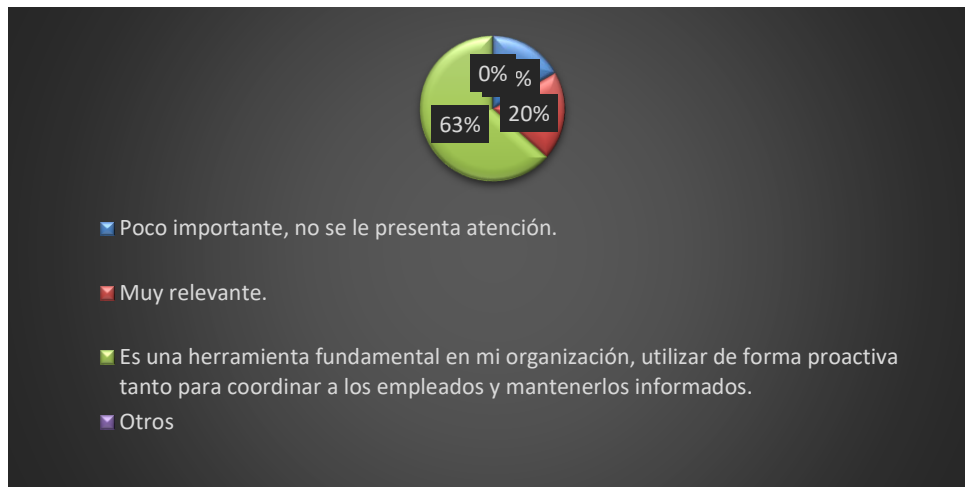 0%
%
20%
63%
Poco importante, no se le presenta atención.
Muy relevante.
Es una herramienta fundamental en mi organización, utilizar de forma proactiva
tanto para coordinar a los empleados y mantenerlos informados.
Otros